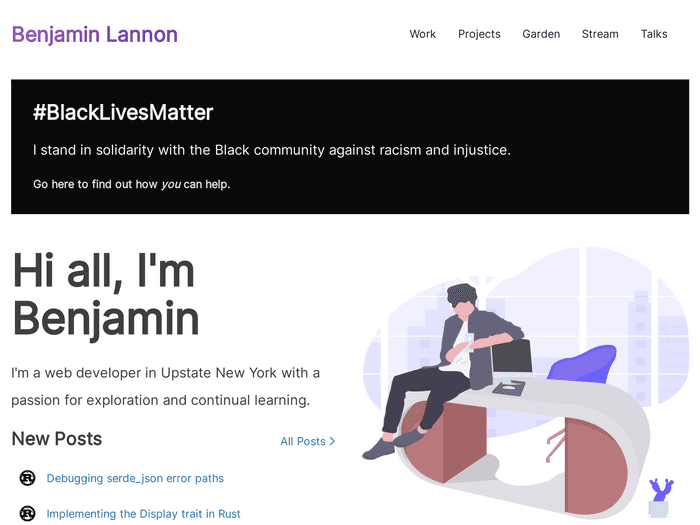 Benjamin Lannon
Work Projects Garden Stream Talks
#BlackLivesMatter
I stand in solidarity with the Black community against racism and injustice.
Go here to find out how you can help.
Hi all, I'm
Benjamin
I'm a web developer in Upstate New York with a
passion for exploration and continual learning.
New Posts
All Posts
Debugging serde_json error paths
Implementing the Display trait in Rust